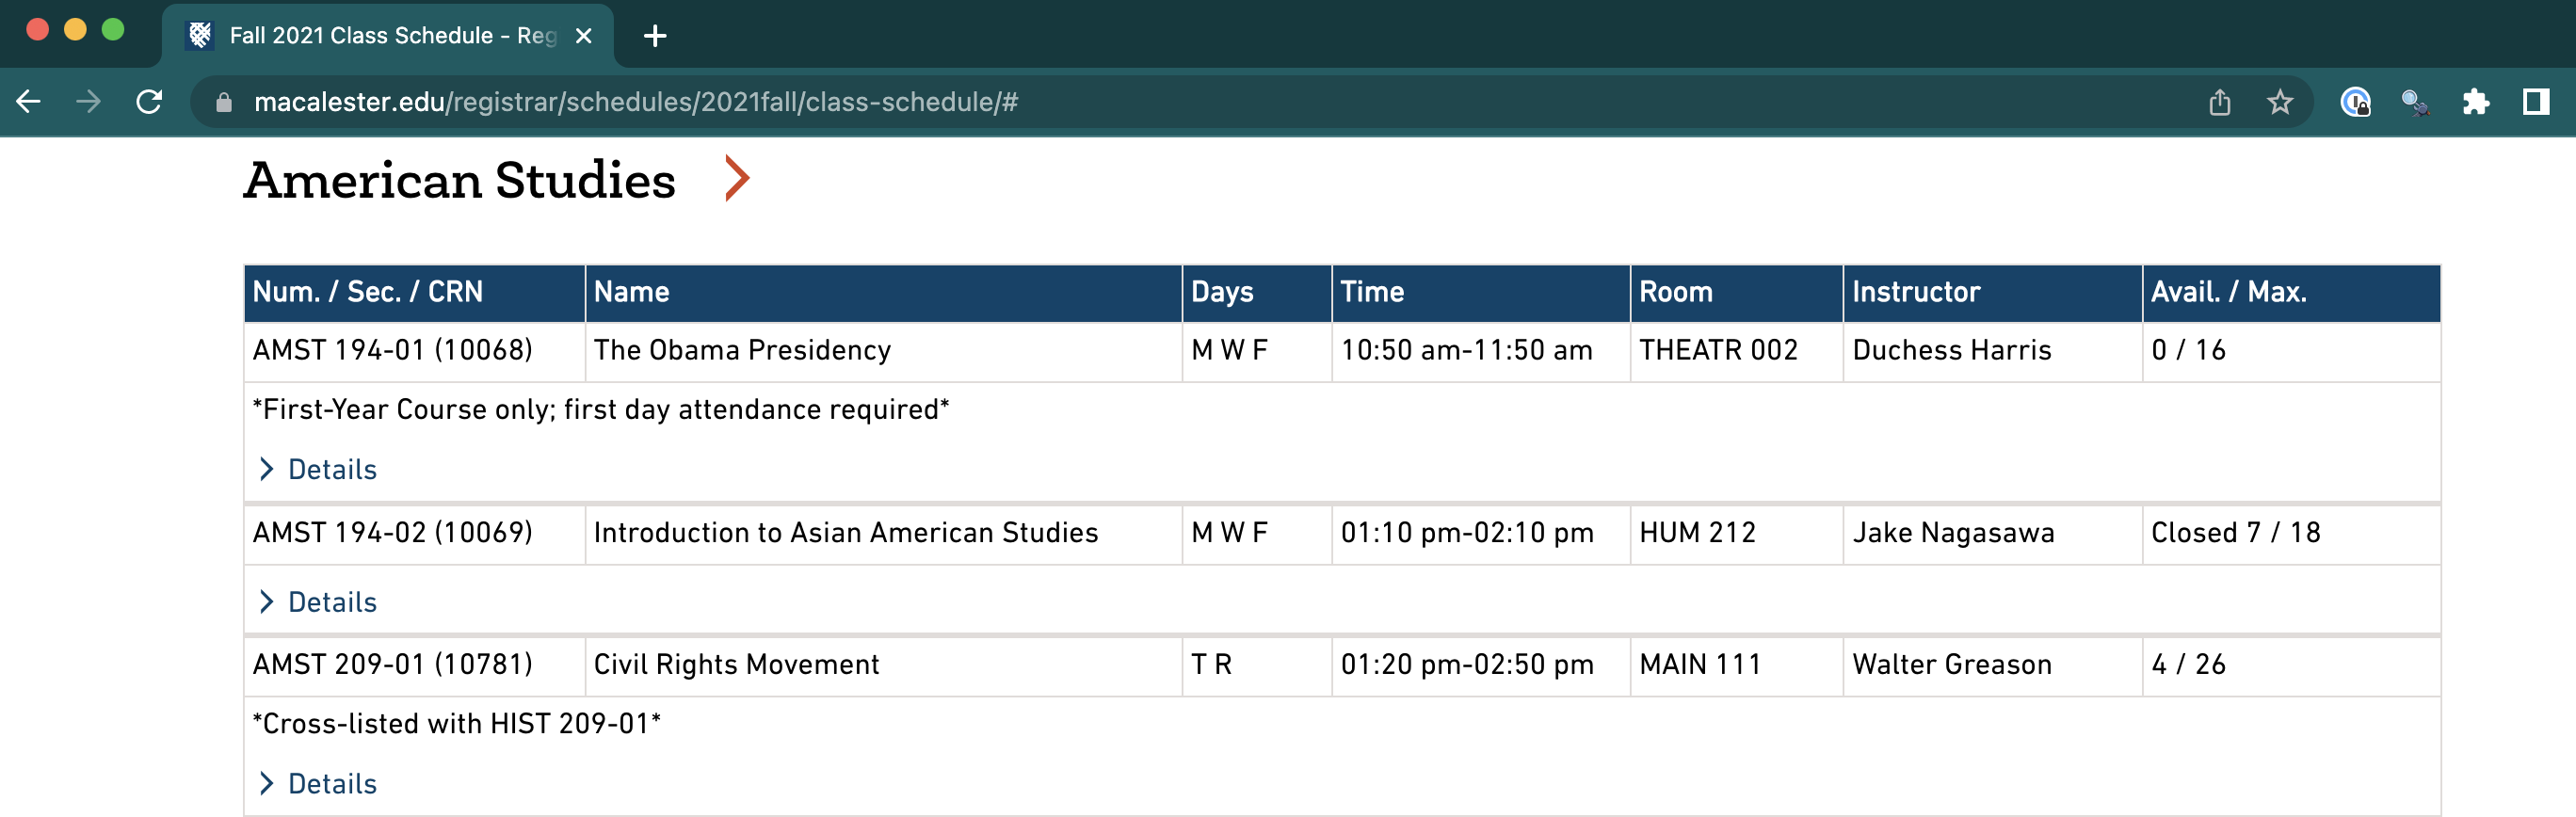 Fall 2021 Class Schedule - Reg
macalester.edu/registrar/schedules/2021fall/class-schedule/#
American Studies
Num. / Sec. / CRN Name Days Time Room Instructor Avail. / Max.
AMST 194-01 (10068) The Obama Presidency M W F 10:50 am-11:50 am THEATR 002 Duchess Harris 0 / 16
*First-Year Course only; first day attendance required*
Details
AMST 194-02 (10069) Introduction to Asian American Studies M W F 01:10 pm-02:10 pm HUM 212 Jake Nagasawa Closed 7 / 18
Details
AMST 209-01 (10781) Civil Rights Movement T R 01:20 pm-02:50 pm MAIN 111 Walter Greason 4 / 26
*Cross-listed with HIST 209-01*
Details